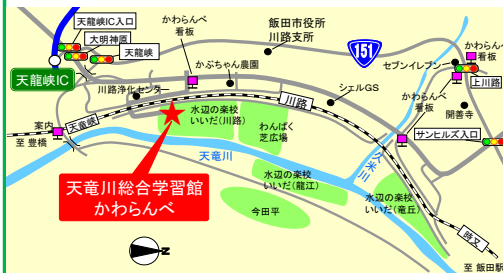 天龍峡IC入口
大明神原
天龍峡
天龍峡IC
かわらんべ
看板
飯田市役所
川路支所
151
かわらんべ
看板
セブンイレブン
上川路
かぶちゃん農園
川路浄化センター
シェルGS
かわらんべ
看板
開善寺
川路
案内
天竜峡
至 豊橋
水辺の楽校
いいだ(川路)
わんぱく
芝広場
サンヒルズ入口
天竜川
久米川
天竜川総合学習館
かわらんべ
水辺の楽校
いいだ(龍江)
水辺の楽校
いいだ(竜丘)
今田平
時又
N
至 飯田駅